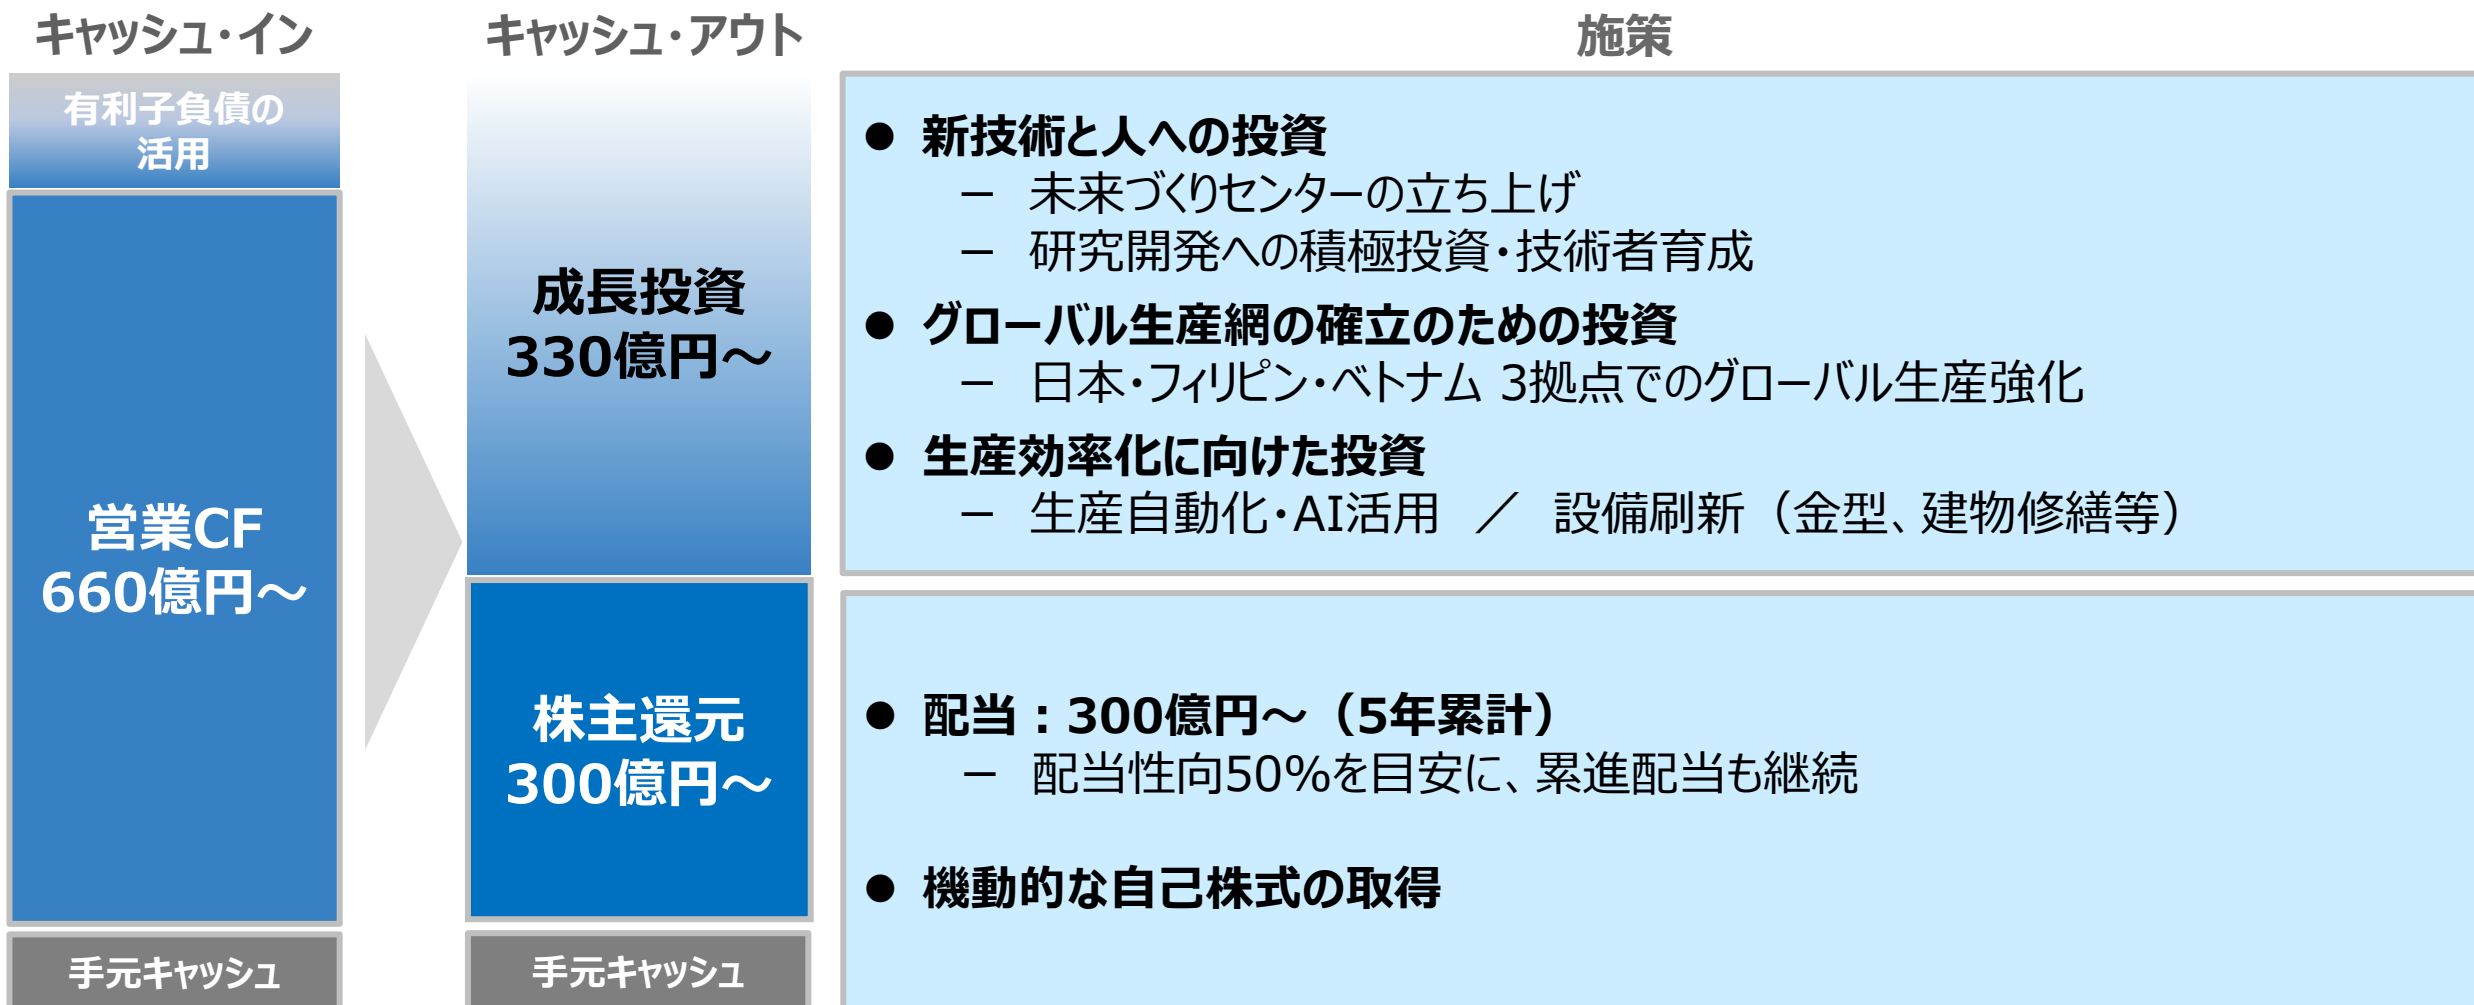 キャッシュ・イン
キャッシュ・アウト
施策
有利子負債の
活用
営業CF
660億円～
手元キャッシュ
成長投資
330億円～
株主還元
300億円～
手元キャッシュ
● 新技術と人への投資
－ 未来づくりセンターの立ち上げ
－ 研究開発への積極投資・技術者育成
● グローバル生産網の確立のための投資
－ 日本・フィリピン・ベトナム 3拠点でのグローバル生産強化
● 生産効率化に向けた投資
－ 生産自動化・AI活用 ／ 設備刷新（金型、建物修繕等）
● 配当：300億円～（5年累計）
－ 配当性向50%を目安に、累進配当も継続
● 機動的な自己株式の取得